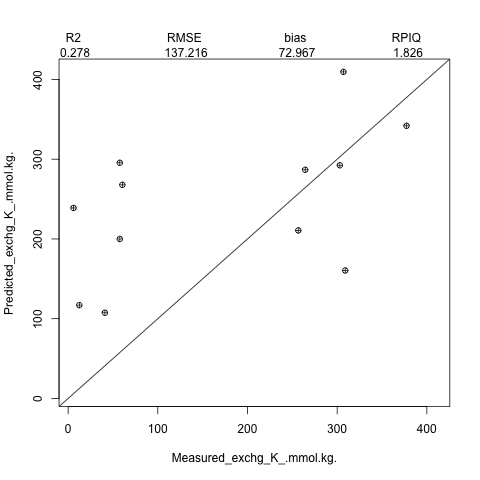 R2 RMSE bias RPIQ
0.278 137.216 72.967 1.826
400
300
200
100
0
Predicted_exchg_K_.mmol.kg.
0 100 200 300 400
Measured_exchg_K_.mmol.kg.